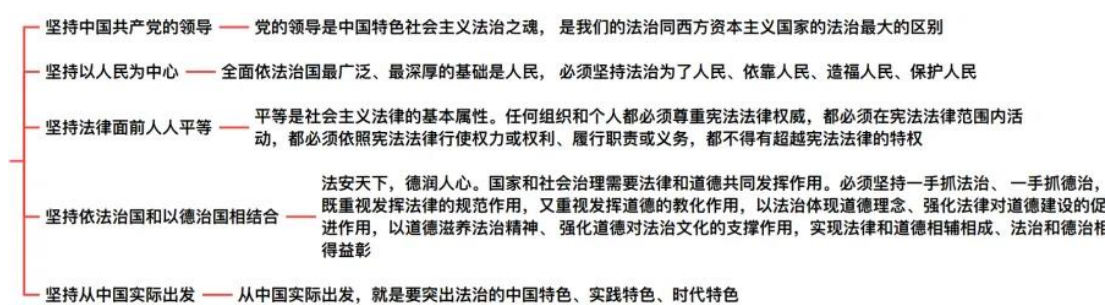 坚持中国共产党的领导 党的领导是中国特色社会主义法治之魂， 是我们的法治同西方资本主义国家的法治最大的区别
坚持以人民为中心 全面依法治国最广泛、最深厚的基础是人民， 必须坚持法治为了人民、依靠人民、造福人民、保护人民
坚持法律面前人人平等 平等是社会主义法律的基本属性。任何组织和个人都必须尊重宪法法律权威，都必须在宪法法律范围内活
动，都必须依照宪法法律行使权力或权利、履行职责或义务，都不得有超越宪法法律的特权
坚持依法治国和以德治国相结合 法安天下，德润人心。国家和社会治理需要法律和道德共同发挥作用。必须坚持一手抓法治、 一手抓德治，
既重视发挥法律的规范作用，又重视发挥道德的教化作用，以法治体现道德理念、强化法律对道德建设的促
进作用，以道德滋养法治精神、 强化道德对法治文化的支撑作用，实现法律和道德相辅相成、法治和德治相
得益彰
坚持从中国实际出发 从中国实际出发，就是要突出法治的中国特色、实践特色、时代特色